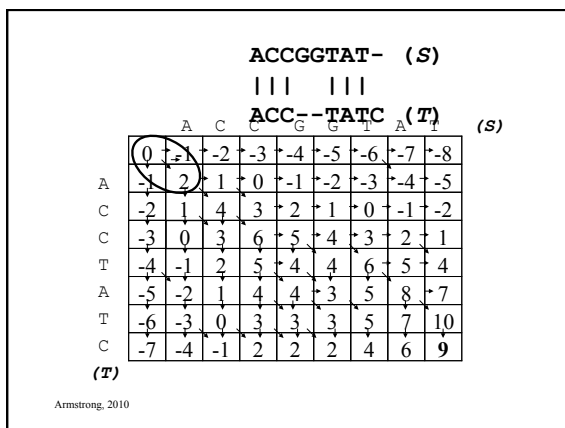 ACCGGTAT- (S)
||| |||
ACC--TATC (T)
A C C G G T A T (S)
0 -1 -2 -3 -4 -5 -6 -7 -8
A -1 2 1 0 -1 -2 -3 -4 -5
C -2 1 4 3 2 1 0 -1 -2
C -3 0 3 6 5 4 3 2 1
T -4 -1 2 5 4 4 6 5 4
A -5 -2 1 4 4 3 5 8 7
T -6 -3 0 3 3 3 5 7 10
C -7 -4 -1 2 2 2 4 6 9
(T)
Armstrong, 2010